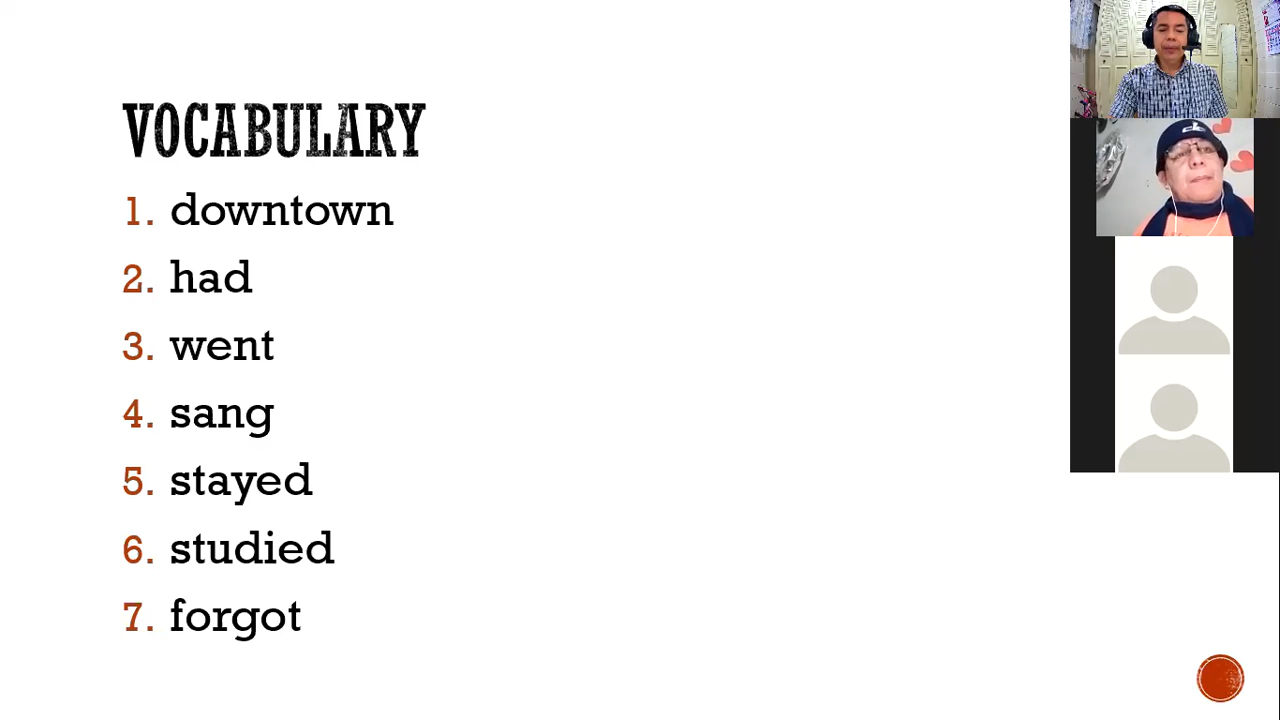 VOCABULARY
1. downtown
2. had
3. went
4. sang
5. stayed
6. studied
7. forgot